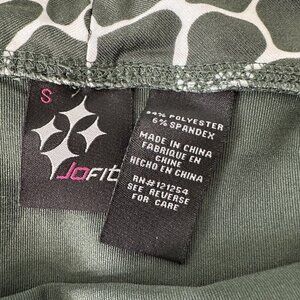 S
JoFit
94% POLYESTER
6% SPANDEX
MADE IN CHINA
FABRIQUE EN
CHINE
HECHO EN CHINA
RN# 121254
SEE REVERSE
FOR CARE